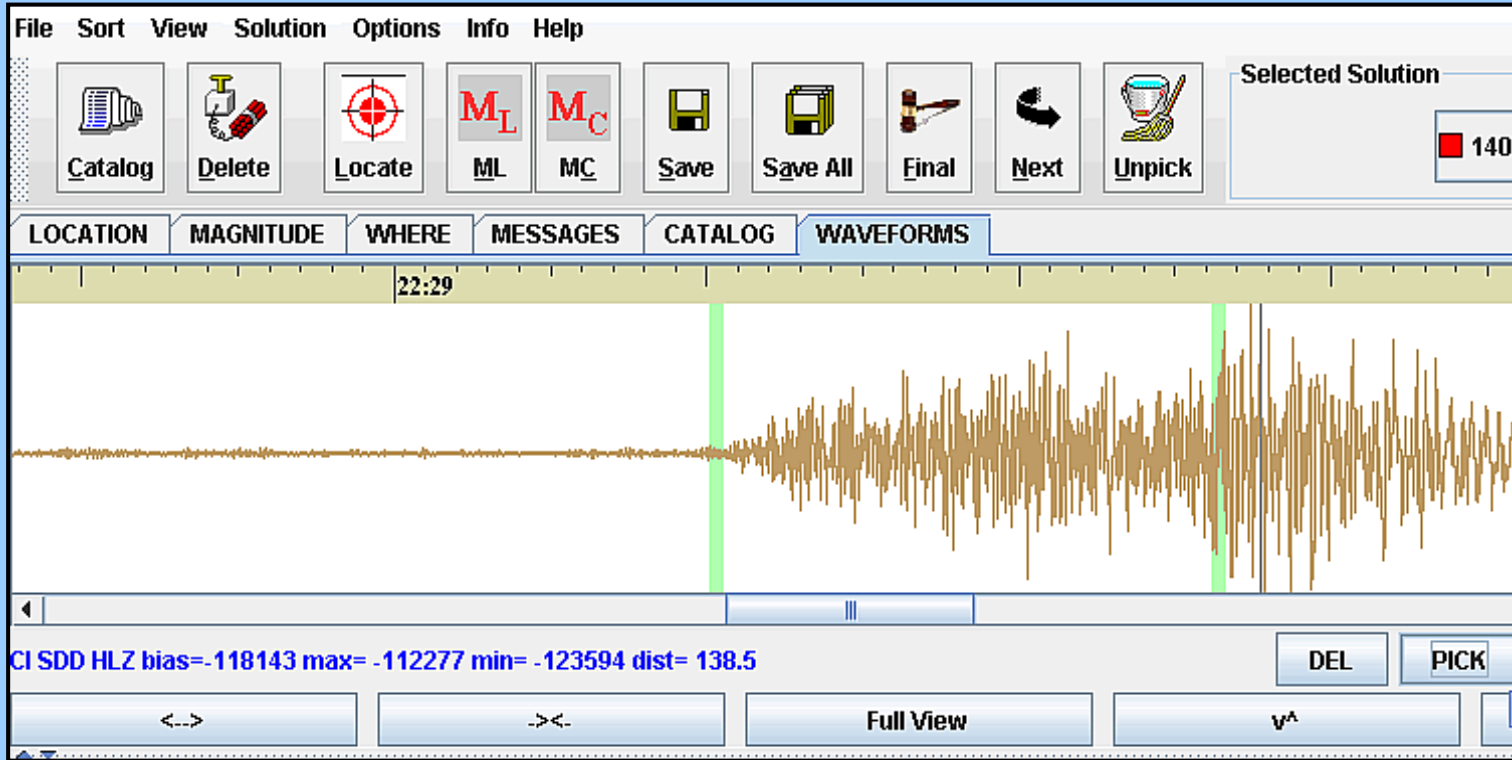 File Sort View Solution Options Info Help
Selected Solution
140
Catalog Delete Locate ML MC Save Save All Final Next Unpick
M_L M_C
LOCATION MAGNITUDE WHERE MESSAGES CATALOG WAVEFORMS
22:29
CI SDD HLZ bias=-118143 max= -112277 min= -123594 dist= 138.5
DEL PICK
<--> -><- Full View v^